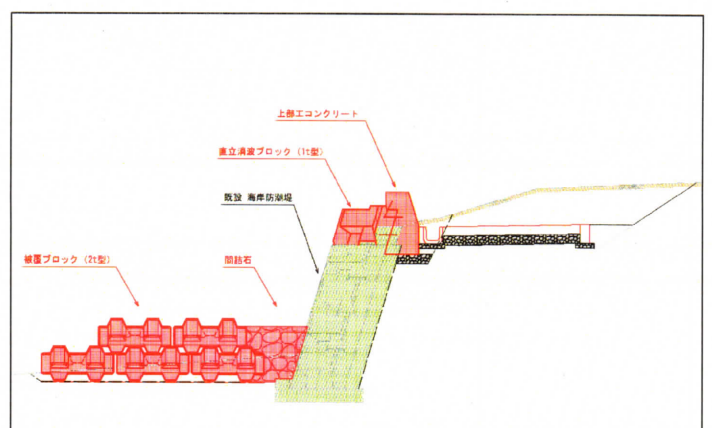 上部工コンクリート
直立消波ブロック（1t型）
既設 海岸防潮堤
被覆ブロック（2t型）
間詰石